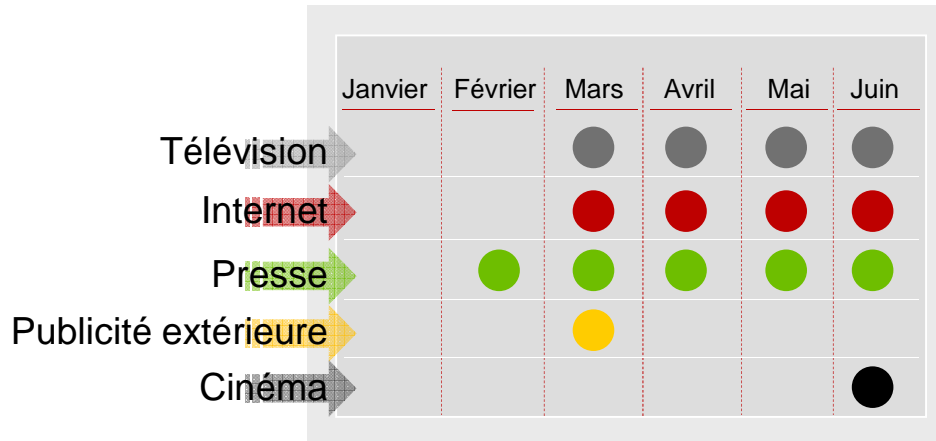 Janvier Février Mars Avril Mai Juin
Télévision
Internet
Presse
Publicité extérieure
Cinéma